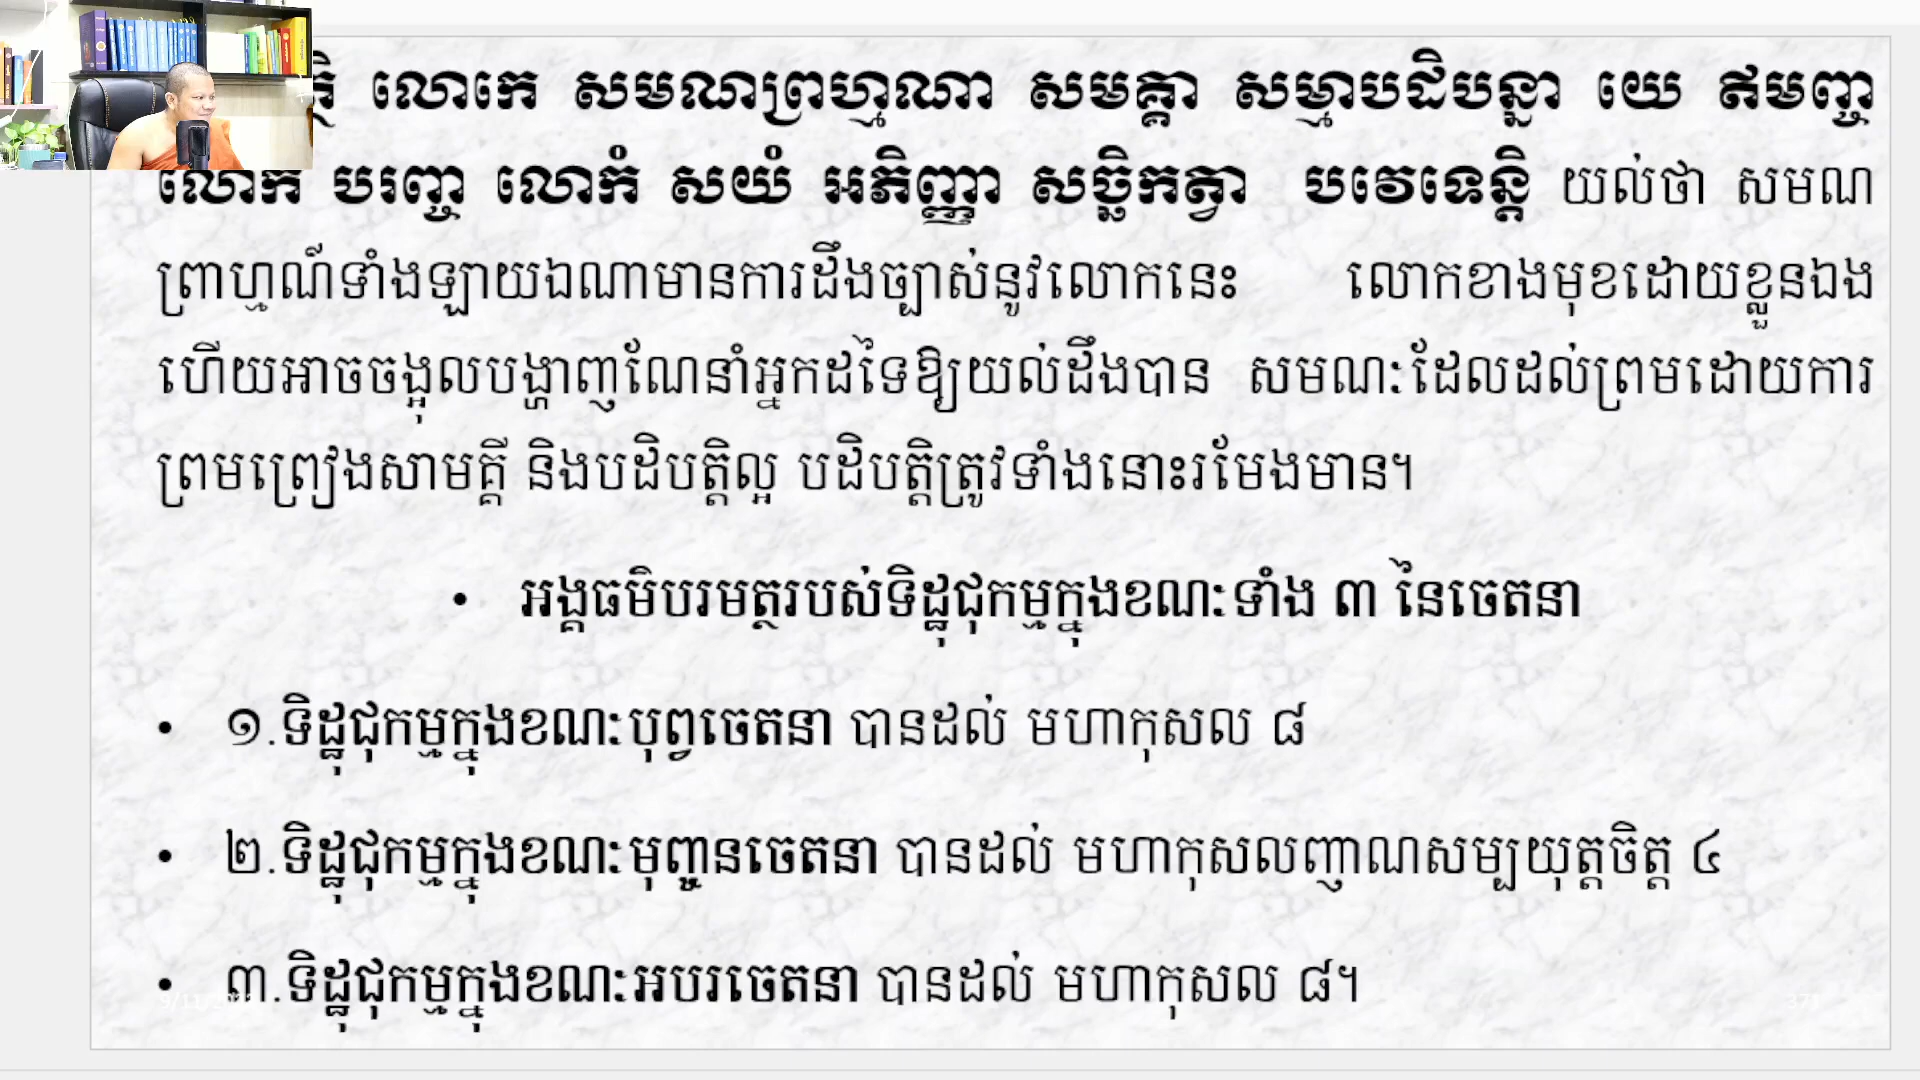 លោកេ សមណព្រហ្មណា សមគ្គា សម្មាបដិបន្នា យេ ឥមញ្ច
លោកំ បរញ្ច លោកំ សយំ អភិញ្ញា សច្ឆិកត្វា បវេទេន្តិ យល់ថា សមណ
ព្រាហ្មណ៍ទាំងឡាយឯណាមានការដឹងច្បាស់នូវលោកនេះ លោកខាងមុខដោយខ្លួនឯង
ហើយអាចចង្អុលបង្ហាញណែនាំអ្នកដទៃឱ្យយល់ដឹងបាន សមណៈដែលដល់ព្រមដោយការ
ព្រមព្រៀងសាមគ្គី និងបដិបត្តិល្អ បដិបត្តិត្រូវទាំងនោះរមែងមាន។
• អង្គធម៌បរមត្ថរបស់ទិដ្ឋុជុកម្មក្នុងខណៈទាំង ៣ នៃចេតនា
• ១.ទិដ្ឋុជុកម្មក្នុងខណៈបុព្វចេតនា បានដល់ មហាកុសល ៨
• ២.ទិដ្ឋុជុកម្មក្នុងខណៈមុញ្ចនចេតនា បានដល់ មហាកុសលញាណសម្បយុត្តចិត្ត ៤
• ៣.ទិដ្ឋុជុកម្មក្នុងខណៈអបរចេតនា បានដល់ មហាកុសល ៨។